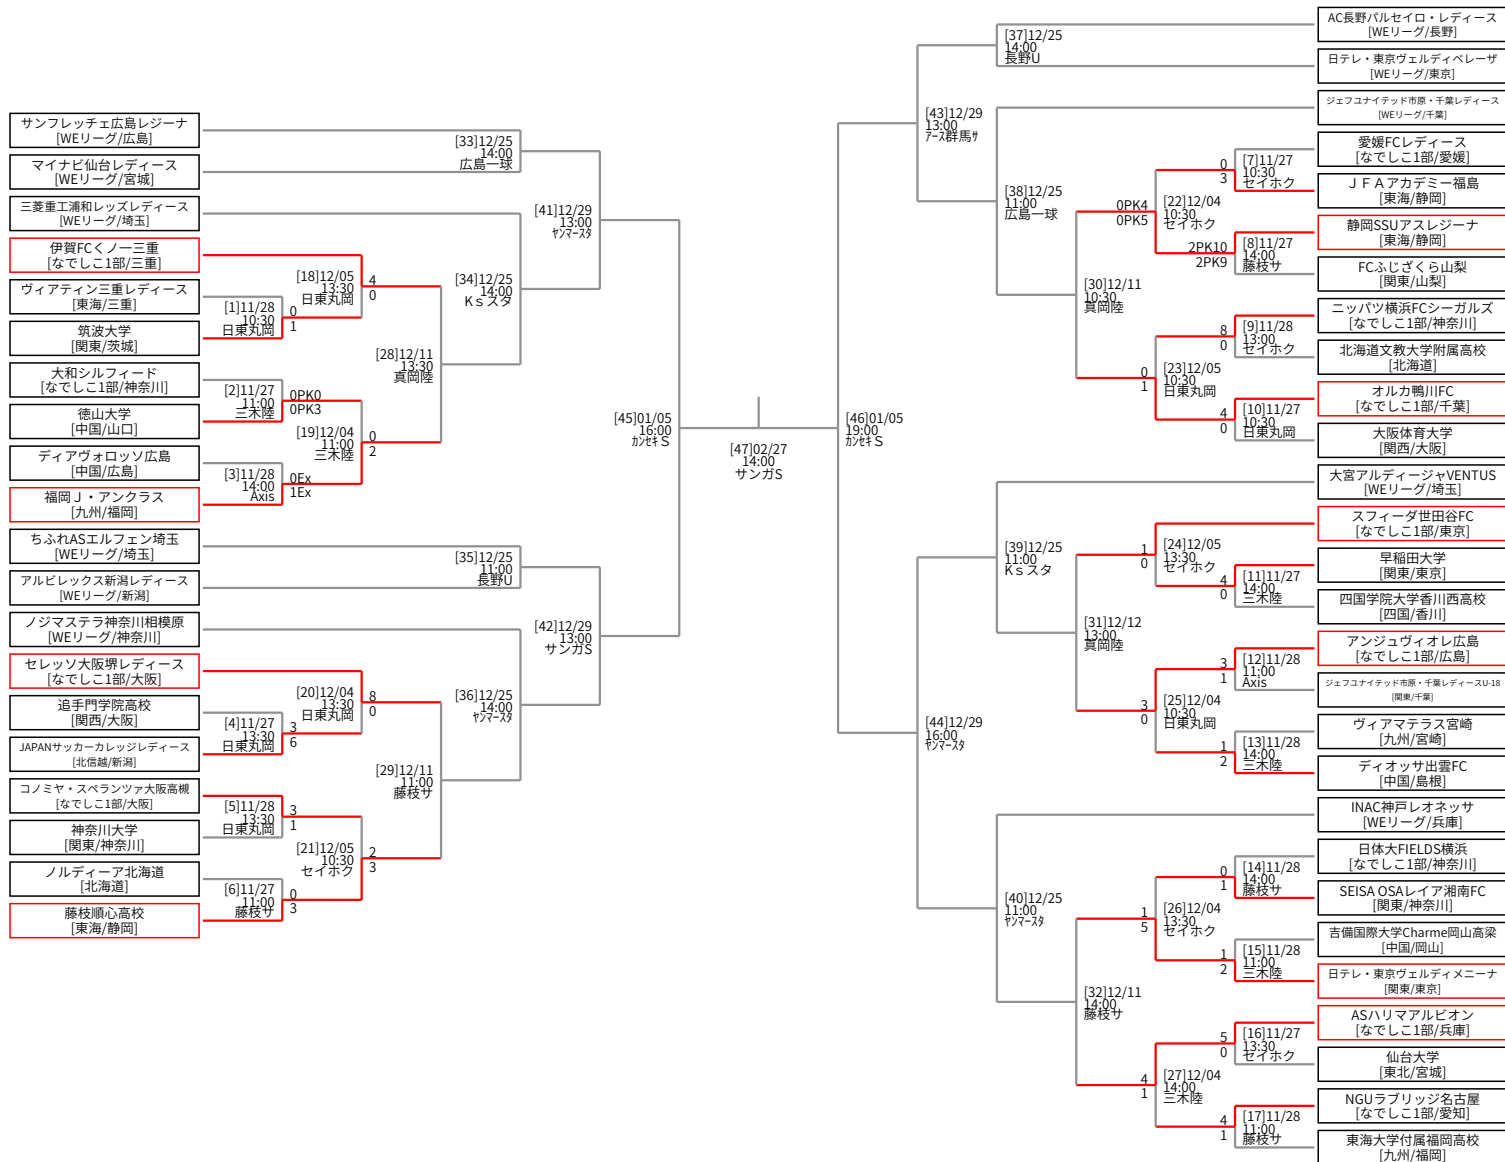 サンフレッチェ広島レジーナ
[WEリーグ/広島]
マイナビ仙台レディース
[WEリーグ/宮城]
三菱重工浦和レッズレディース
[WEリーグ/埼玉]
伊賀FCくノ一三重
[なでしこ1部/三重]
ヴィアティン三重レディース
[東海/三重]
筑波大学
[関東/茨城]
大和シルフィード
[なでしこ1部/神奈川]
徳山大学
[中国/山口]
ディアヴォロッソ広島
[中国/広島]
福岡Ｊ・アンクラス
[九州/福岡]
ちふれASエルフェン埼玉
[WEリーグ/埼玉]
アルビレックス新潟レディース
[WEリーグ/新潟]
ノジマステラ神奈川相模原
[WEリーグ/神奈川]
セレッソ大阪堺レディース
[なでしこ1部/大阪]
追手門学院高校
[関西/大阪]
JAPANサッカーカレッジレディース
[北信越/新潟]
コノミヤ・スペランツァ大阪高槻
[なでしこ1部/大阪]
神奈川大学
[関東/神奈川]
ノルディーア北海道
[北海道]
藤枝順心高校
[東海/静岡]
[1]11/28
10:30
日東丸岡
0
1
[2]11/27
11:00
三木陸
0PK0
0PK3
[3]11/28
14:00
Axis
0Ex
1Ex
[4]11/27
13:30
日東丸岡
3
6
[5]11/28
13:30
日東丸岡
3
1
[6]11/27
11:00
藤枝サ
0
3
[18]12/05
13:30
日東丸岡
4
0
[19]12/04
11:00
三木陸
0
2
[20]12/04
13:30
日東丸岡
8
0
[21]12/05
10:30
セイホク
2
3
[28]12/11
13:30
真岡陸
[29]12/11
11:00
藤枝サ
[33]12/25
14:00
広島一球
[34]12/25
14:00
Kｓスタ
[35]12/25
11:00
長野U
[36]12/25
14:00
ﾔﾝﾏｰｽﾀ
[41]12/29
13:00
ﾔﾝﾏｰｽﾀ
[42]12/29
13:00
サンガS
[45]01/05
16:00
ｶﾝｾｷＳ
[47]02/27
14:00
サンガS
[46]01/05
19:00
ｶﾝｾｷＳ
[43]12/29
13:00
ｱｰｽ群馬ｻ
[44]12/29
16:00
ﾔﾝﾏｰｽﾀ
[37]12/25
14:00
長野U
[38]12/25
11:00
広島一球
[39]12/25
11:00
Kｓスタ
[40]12/25
11:00
ﾔﾝﾏｰｽﾀ
[30]12/11
10:30
真岡陸
[31]12/12
13:00
真岡陸
[32]12/11
14:00
藤枝サ
0PK4
0PK5
[22]12/04
10:30
セイホク
0
1
[23]12/05
10:30
日東丸岡
1
0
[24]12/05
13:30
セイホク
3
0
[25]12/04
10:30
日東丸岡
1
5
[26]12/04
13:30
セイホク
4
1
[27]12/04
14:00
三木陸
0
3
[7]11/27
10:30
セイホク
2PK10
2PK9
[8]11/27
14:00
藤枝サ
8
0
[9]11/28
13:00
セイホク
4
0
[10]11/27
10:30
日東丸岡
4
0
[11]11/27
14:00
三木陸
3
1
[12]11/28
11:00
Axis
1
2
[13]11/28
14:00
三木陸
0
1
[14]11/28
14:00
藤枝サ
1
2
[15]11/28
11:00
三木陸
5
0
[16]11/27
13:30
セイホク
4
1
[17]11/28
11:00
藤枝サ
AC長野パルセイロ・レディース
[WEリーグ/長野]
日テレ・東京ヴェルディベレーザ
[WEリーグ/東京]
ジェフユナイテッド市原・千葉レディース
[WEリーグ/千葉]
愛媛FCレディース
[なでしこ1部/愛媛]
ＪＦＡアカデミー福島
[東海/静岡]
静岡SSUアスレジーナ
[東海/静岡]
FCふじざくら山梨
[関東/山梨]
ニッパツ横浜FCシーガルズ
[なでしこ1部/神奈川]
北海道文教大学附属高校
[北海道]
オルカ鴨川FC
[なでしこ1部/千葉]
大阪体育大学
[関西/大阪]
大宮アルディージャVENTUS
[WEリーグ/埼玉]
スフィーダ世田谷FC
[なでしこ1部/東京]
早稲田大学
[関東/東京]
四国学院大学香川西高校
[四国/香川]
アンジュヴィオレ広島
[なでしこ1部/広島]
ジェフユナイテッド市原・千葉レディースU-18
[関東/千葉]
ヴィアマテラス宮崎
[九州/宮崎]
ディオッサ出雲FC
[中国/島根]
INAC神戸レオネッサ
[WEリーグ/兵庫]
日体大FIELDS横浜
[なでしこ1部/神奈川]
SEISA OSAレイア湘南FC
[関東/神奈川]
吉備国際大学Charme岡山高梁
[中国/岡山]
日テレ・東京ヴェルディメニーナ
[関東/東京]
ASハリマアルビオン
[なでしこ1部/兵庫]
仙台大学
[東北/宮城]
NGUラブリッジ名古屋
[なでしこ1部/愛知]
東海大学付属福岡高校
[九州/福岡]